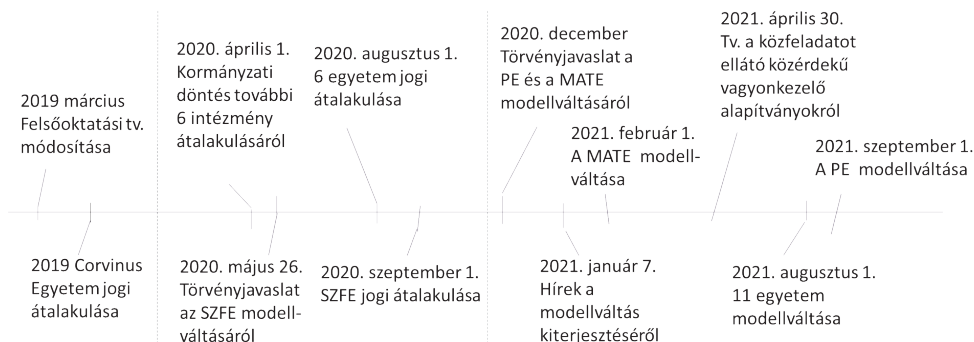 2019 március
Felsőoktatási tv.
módosítása
2019 Corvinus
Egyetem jogi
átalakulása
2020. április 1.
Kormányzati
döntés további
6 intézmény
átalakulásáról
2020. május 26.
Törvényjavaslat
az SZFE modell-
váltásáról
2020. augusztus 1.
6 egyetem jogi
átalakulása
2020. szeptember 1.
SZFE jogi átalakulása
2020. december
Törvényjavaslat a
PE és a MATE
modellváltásáról
2021. január 7.
Hírek a
modellváltás
kiterjesztéséről
2021. február 1.
A MATE modell-
váltása
2021. április 30.
Tv. a közfeladatot
ellátó közérdekű
vagyonkezelő
alapítványokról
2021. augusztus 1.
11 egyetem
modellváltása
2021. szeptember 1.
A PE modellváltása